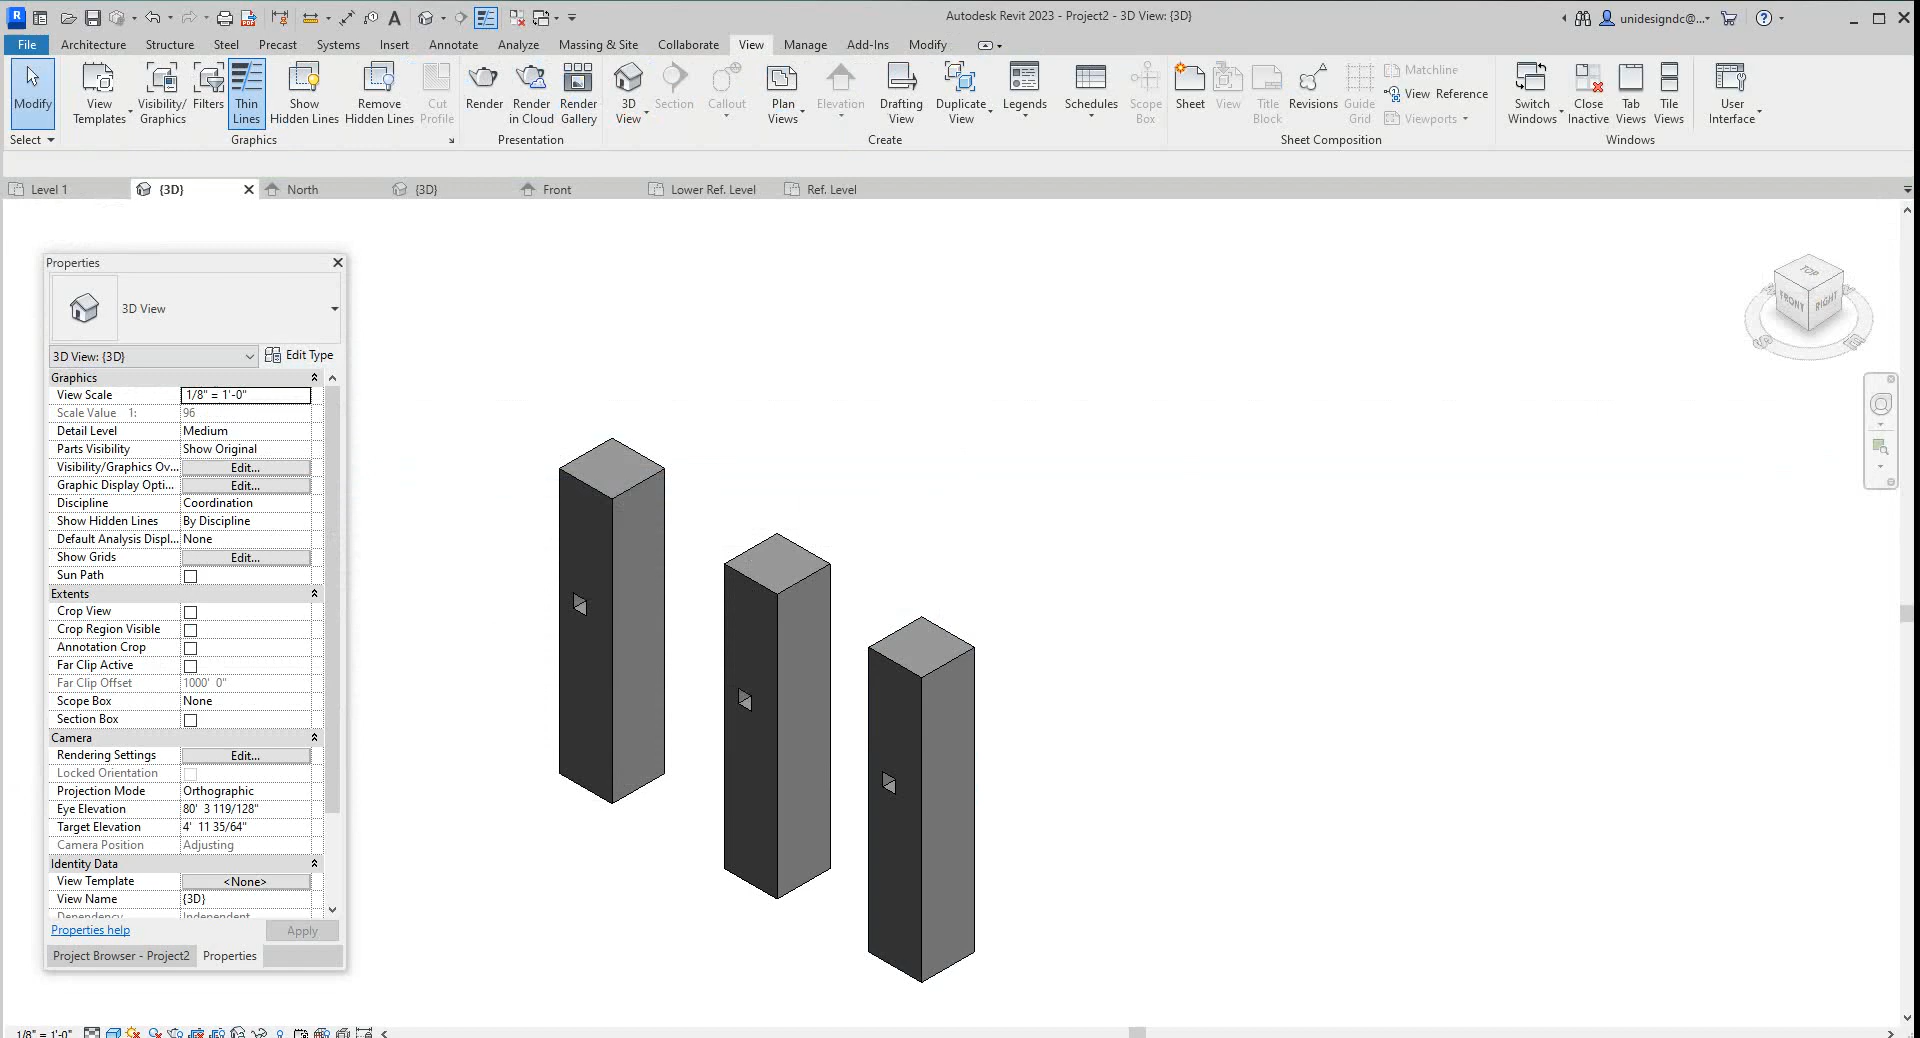 Autodesk Revit 2023 - Project2 - 3D View: {3D}
unidesigndc@...
File Architecture Structure Steel Precast Systems Insert Annotate Analyze Massing & Site Collaborate View Manage Add-Ins Modify
Modify
View Templates
Visibility/ Graphics
Filters
Thin Lines
Show Hidden Lines
Remove Hidden Lines
Cut Profile
Render
Render in Cloud
Render Gallery
3D View
Section
Callout
Plan Views
Elevation
Drafting View
Duplicate View
Legends
Schedules
Scope Box
Sheet
View
Title Block
Revisions
Guide Grid
Matchline
View Reference
Viewports
Switch Windows
Close Inactive
Tab Views
Tile Views
User Interface
Select Graphics Presentation Create Sheet Composition Windows
Level 1 {3D} North {3D} Front Lower Ref. Level Ref. Level
Properties
3D View
3D View: {3D} Edit Type
Graphics
View Scale 1/8" = 1'-0"
Scale Value 1: 96
Detail Level Medium
Parts Visibility Show Original
Visibility/Graphics Ov... Edit...
Graphic Display Opti... Edit...
Discipline Coordination
Show Hidden Lines By Discipline
Default Analysis Displ... None
Show Grids Edit...
Sun Path
Extents
Crop View
Crop Region Visible
Annotation Crop
Far Clip Active
Far Clip Offset 1000' 0"
Scope Box None
Section Box
Camera
Rendering Settings Edit...
Locked Orientation
Projection Mode Orthographic
Eye Elevation 80' 3 119/128"
Target Elevation 4' 11 35/64"
Camera Position Adjusting
Identity Data
View Template <None>
View Name {3D}
Dependency Independent
Properties help Apply
Project Browser - Project2 Properties
TOP
FRONT RIGHT
1/8" = 1'-0"